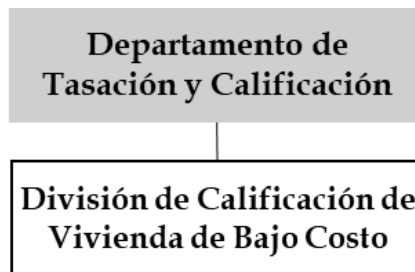 Departamento de
Tasación y Calificación
División de Calificación de
Vivienda de Bajo Costo